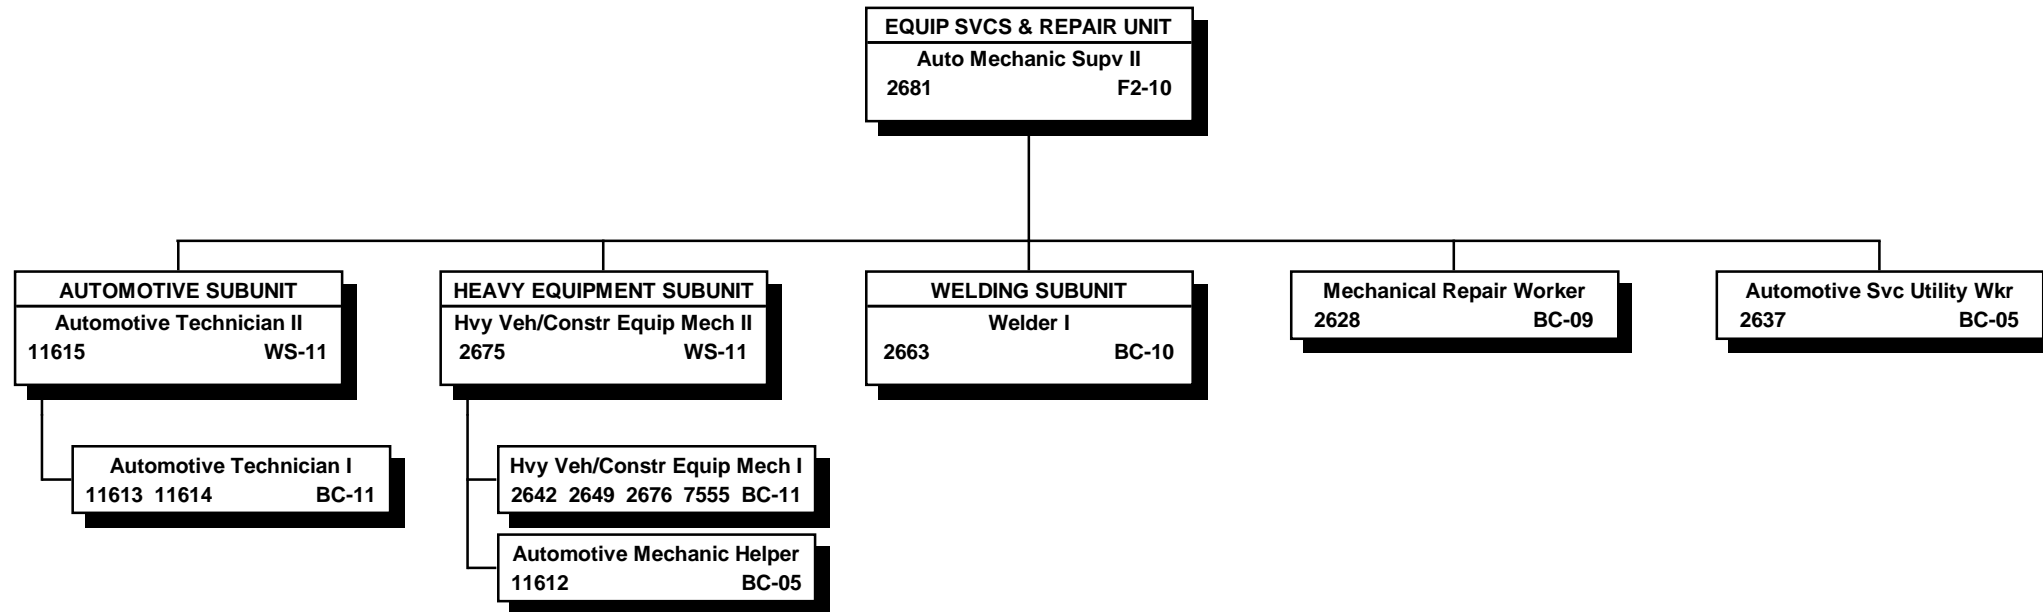 EQUIP SVCS & REPAIR UNIT
Auto Mechanic Supv II
2681 F2-10
AUTOMOTIVE SUBUNIT
Automotive Technician II
11615 WS-11
Automotive Technician I
11613 11614 BC-11
HEAVY EQUIPMENT SUBUNIT
Hvy Veh/Constr Equip Mech II
2675 WS-11
Hvy Veh/Constr Equip Mech I
2642 2649 2676 7555 BC-11
Automotive Mechanic Helper
11612 BC-05
WELDING SUBUNIT
Welder I
2663 BC-10
Mechanical Repair Worker
2628 BC-09
Automotive Svc Utility Wkr
2637 BC-05